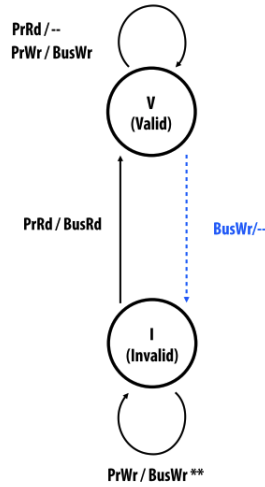 PrRd / --
PrWr / BusWr
V
(Valid)
PrRd / BusRd
BusWr/--
I
(Invalid)
PrWr / BusWr **